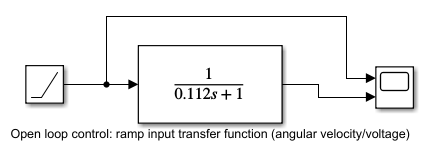 1
0.112s + 1
Open loop control: ramp input transfer function (angular velocity/voltage)